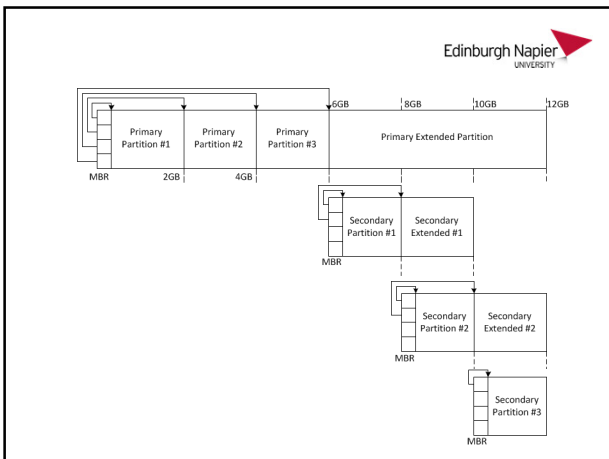 Edinburgh Napier
UNIVERSITY
6GB 8GB 10GB 12GB
Primary
Partition #1
Primary
Partition #2
Primary
Partition #3
Primary Extended Partition
MBR 2GB 4GB
Secondary
Partition #1
Secondary
Extended #1
MBR
Secondary
Partition #2
Secondary
Extended #2
MBR
Secondary
Partition #3
MBR